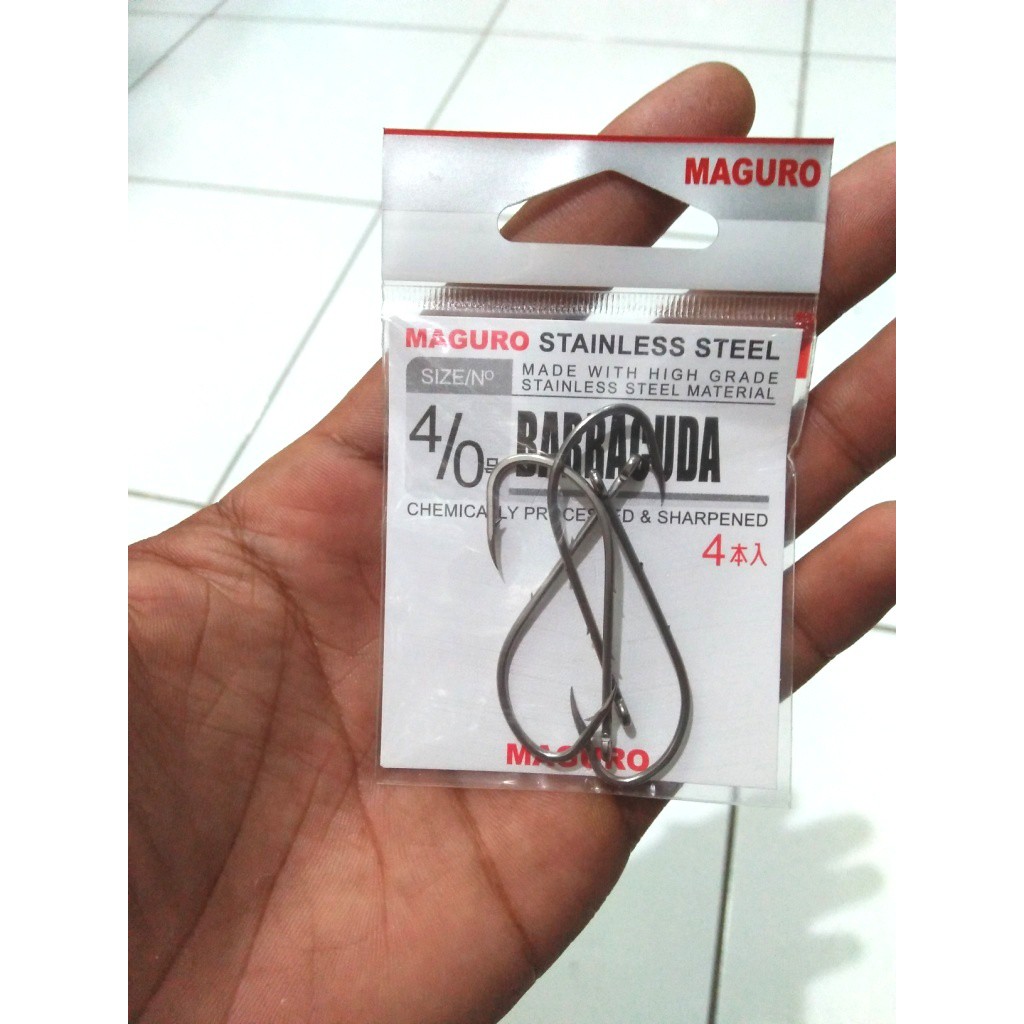 MAGURO
MAGURO STAINLESS STEEL
SIZE/Nº
MADE WITH HIGH GRADE
STAINLESS STEEL MATERIAL
4/0号
BARRACUDA
CHEMICALLY PROCESSED & SHARPENED
4本入
MAGURO